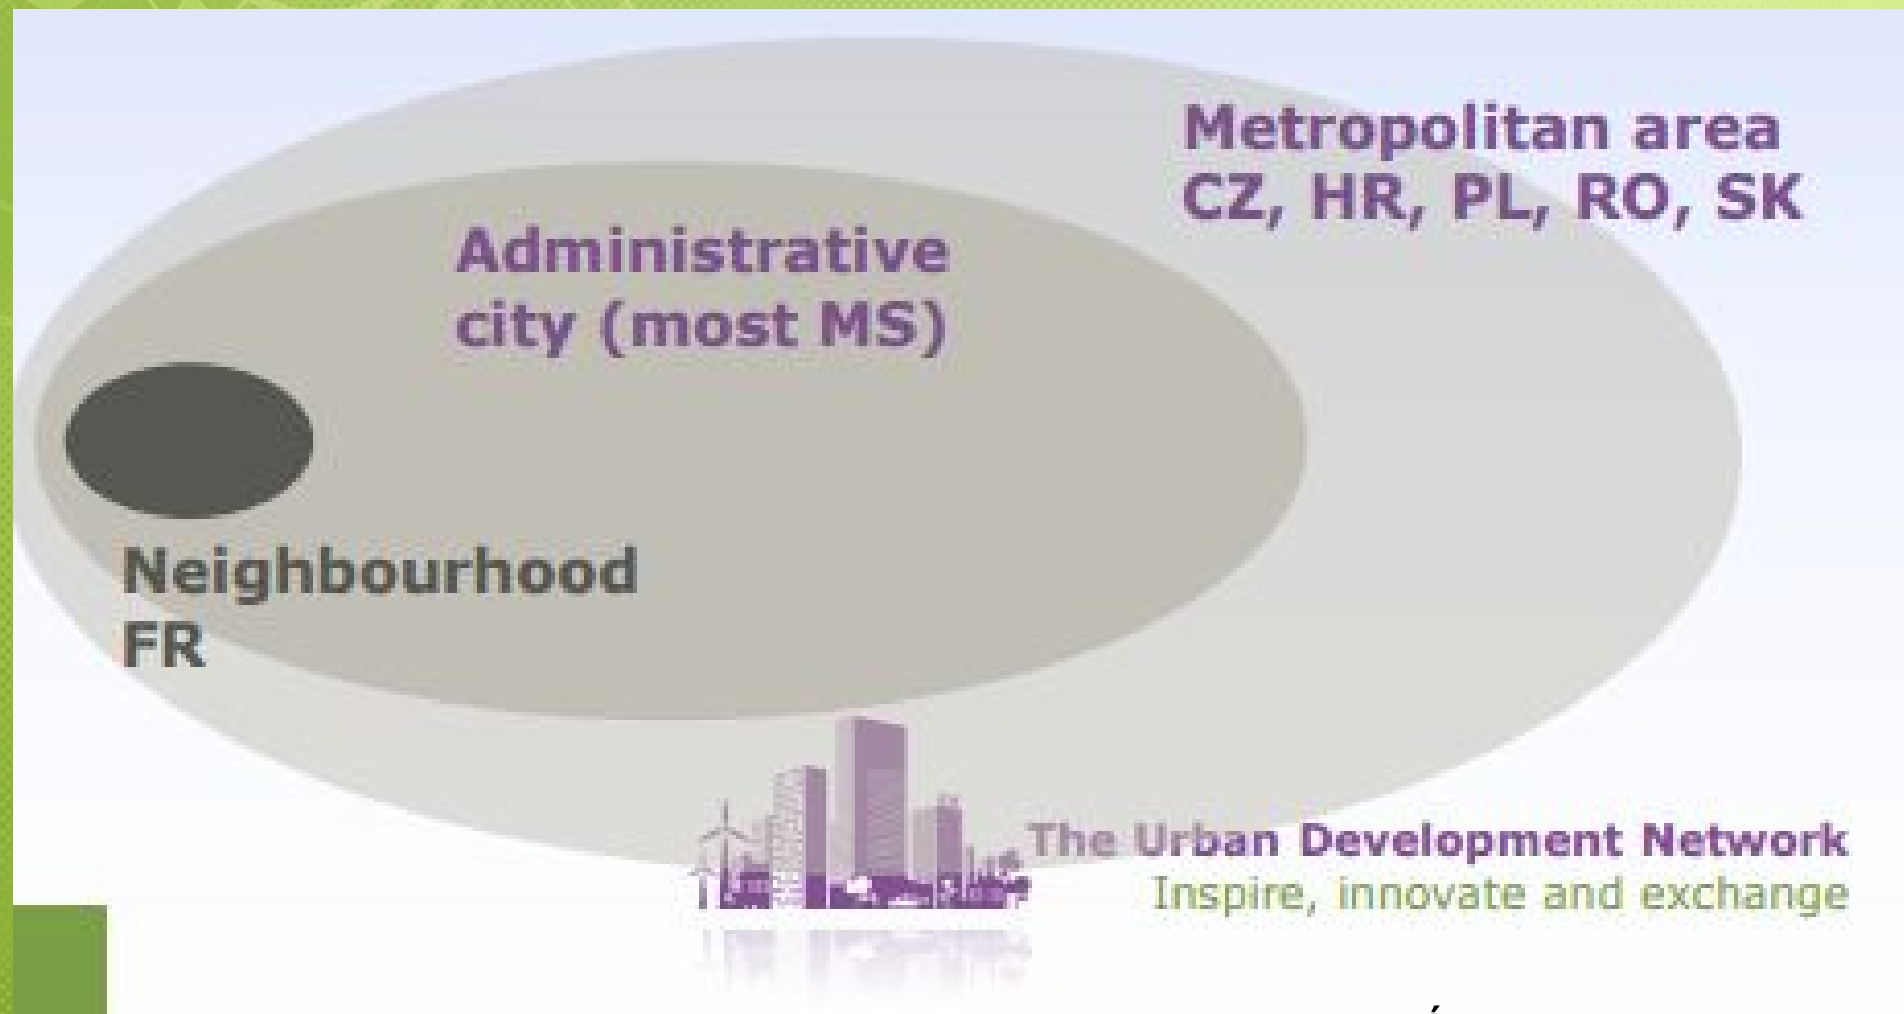 Metropolitan area
CZ, HR, PL, RO, SK
Administrative
city (most MS)
Neighbourhood
FR
The Urban Development Network
Inspire, innovate and exchange